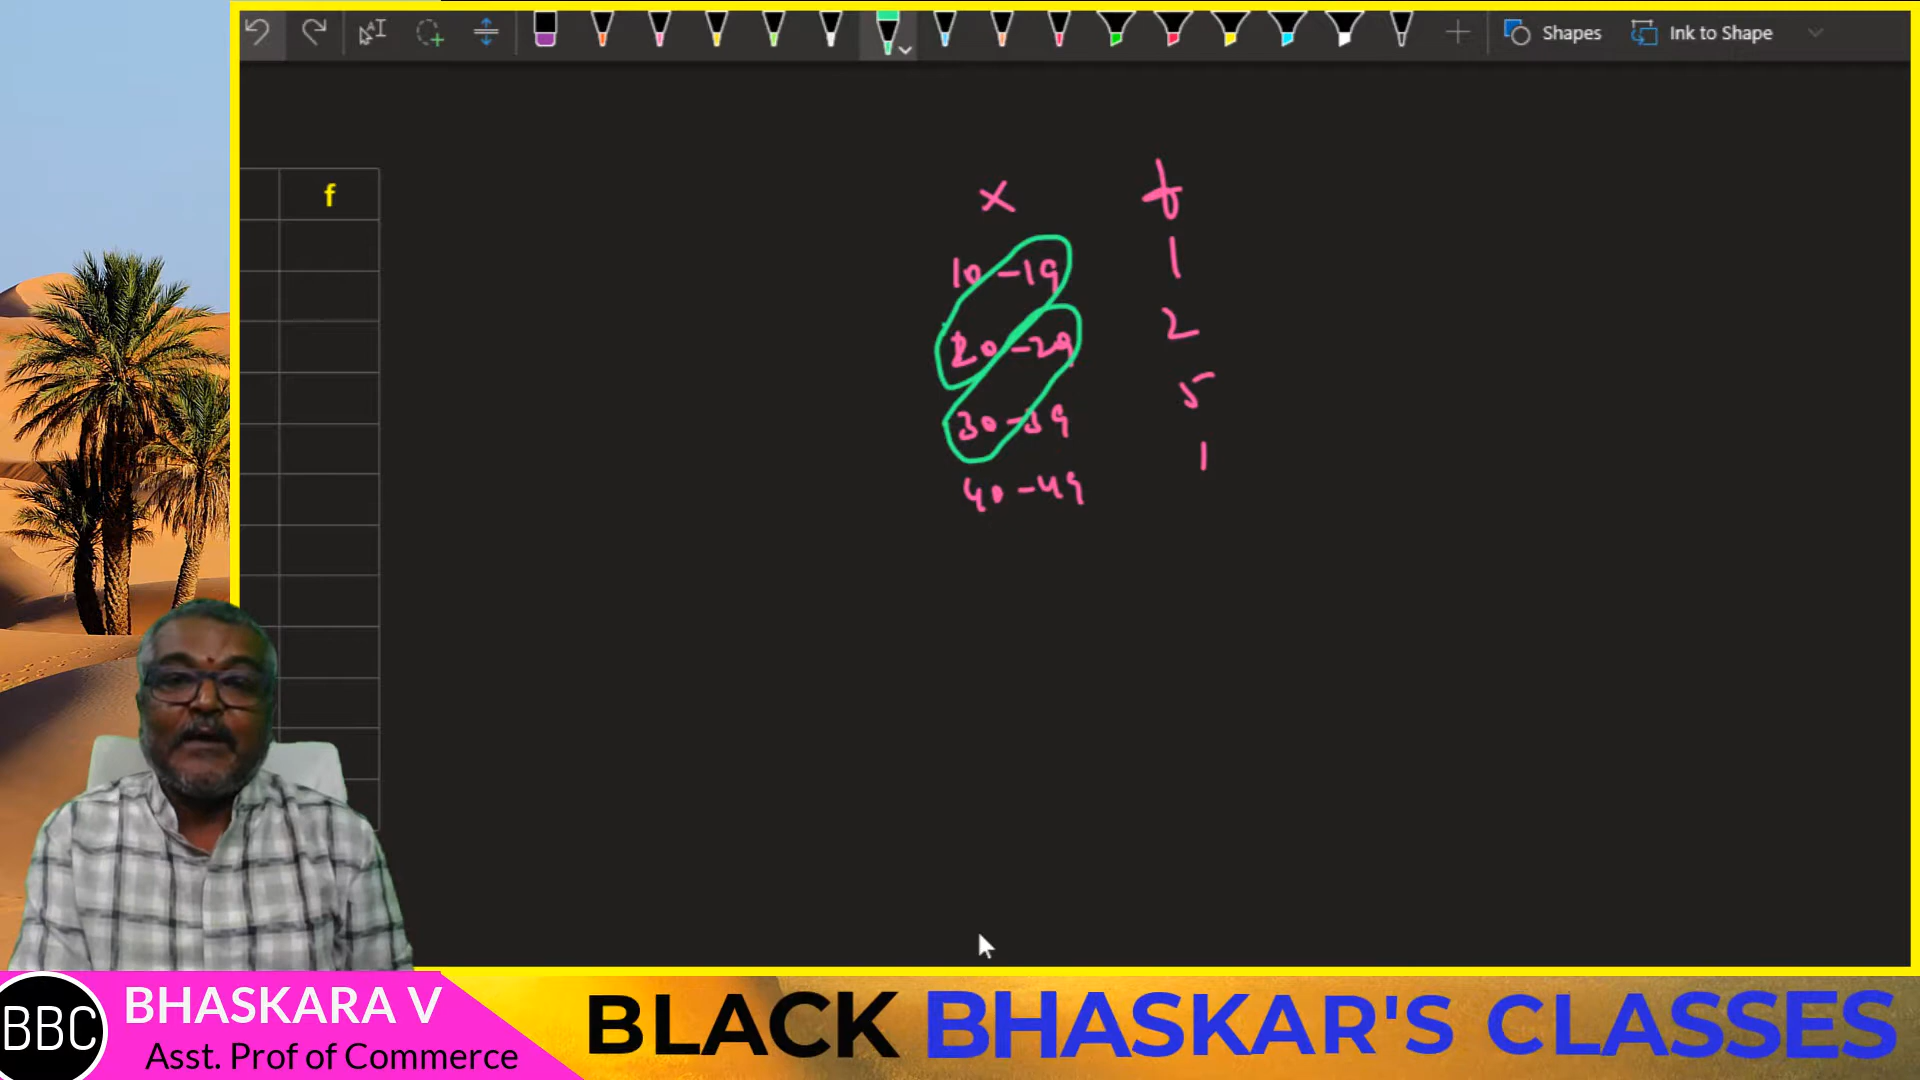 Shapes Ink to Shape
f
x f
10-19 1
20-29 2
30-39 5
40-49 1
BBC BHASKARA V
Asst. Prof of Commerce
BLACK BHASKAR'S CLASSES